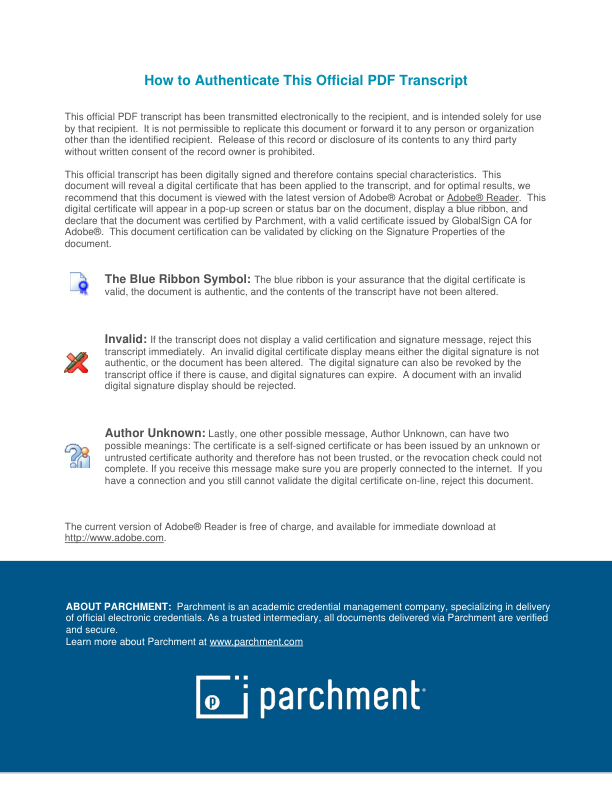 How to Authenticate This Official PDF Transcript
This official PDF transcript has been transmitted electronically to the recipient, and is intended solely for use
by that recipient.  It is not permissible to replicate this document or forward it to any person or organization
other than the identified recipient.  Release of this record or disclosure of its contents to any third party
without written consent of the record owner is prohibited.
This official transcript has been digitally signed and therefore contains special characteristics.  This
document will reveal a digital certificate that has been applied to the transcript, and for optimal results, we
recommend that this document is viewed with the latest version of Adobe® Acrobat or Adobe® Reader.  This
digital certificate will appear in a pop-up screen or status bar on the document, display a blue ribbon, and
declare that the document was certified by Parchment, with a valid certificate issued by GlobalSign CA for
Adobe®.  This document certification can be validated by clicking on the Signature Properties of the
document.
The Blue Ribbon Symbol: The blue ribbon is your assurance that the digital certificate is
valid, the document is authentic, and the contents of the transcript have not been altered.
Invalid: If the transcript does not display a valid certification and signature message, reject this
transcript immediately.  An invalid digital certificate display means either the digital signature is not
authentic, or the document has been altered.  The digital signature can also be revoked by the
transcript office if there is cause, and digital signatures can expire.  A document with an invalid
digital signature display should be rejected.
Author Unknown: Lastly, one other possible message, Author Unknown, can have two
possible meanings: The certificate is a self-signed certificate or has been issued by an unknown or
untrusted certificate authority and therefore has not been trusted, or the revocation check could not
complete. If you receive this message make sure you are properly connected to the internet.  If you
have a connection and you still cannot validate the digital certificate on-line, reject this document.
The current version of Adobe® Reader is free of charge, and available for immediate download at
http://www.adobe.com.
ABOUT PARCHMENT:  Parchment is an academic credential management company, specializing in delivery
of official electronic credentials. As a trusted intermediary, all documents delivered via Parchment are verified
and secure.
Learn more about Parchment at www.parchment.com
p parchment